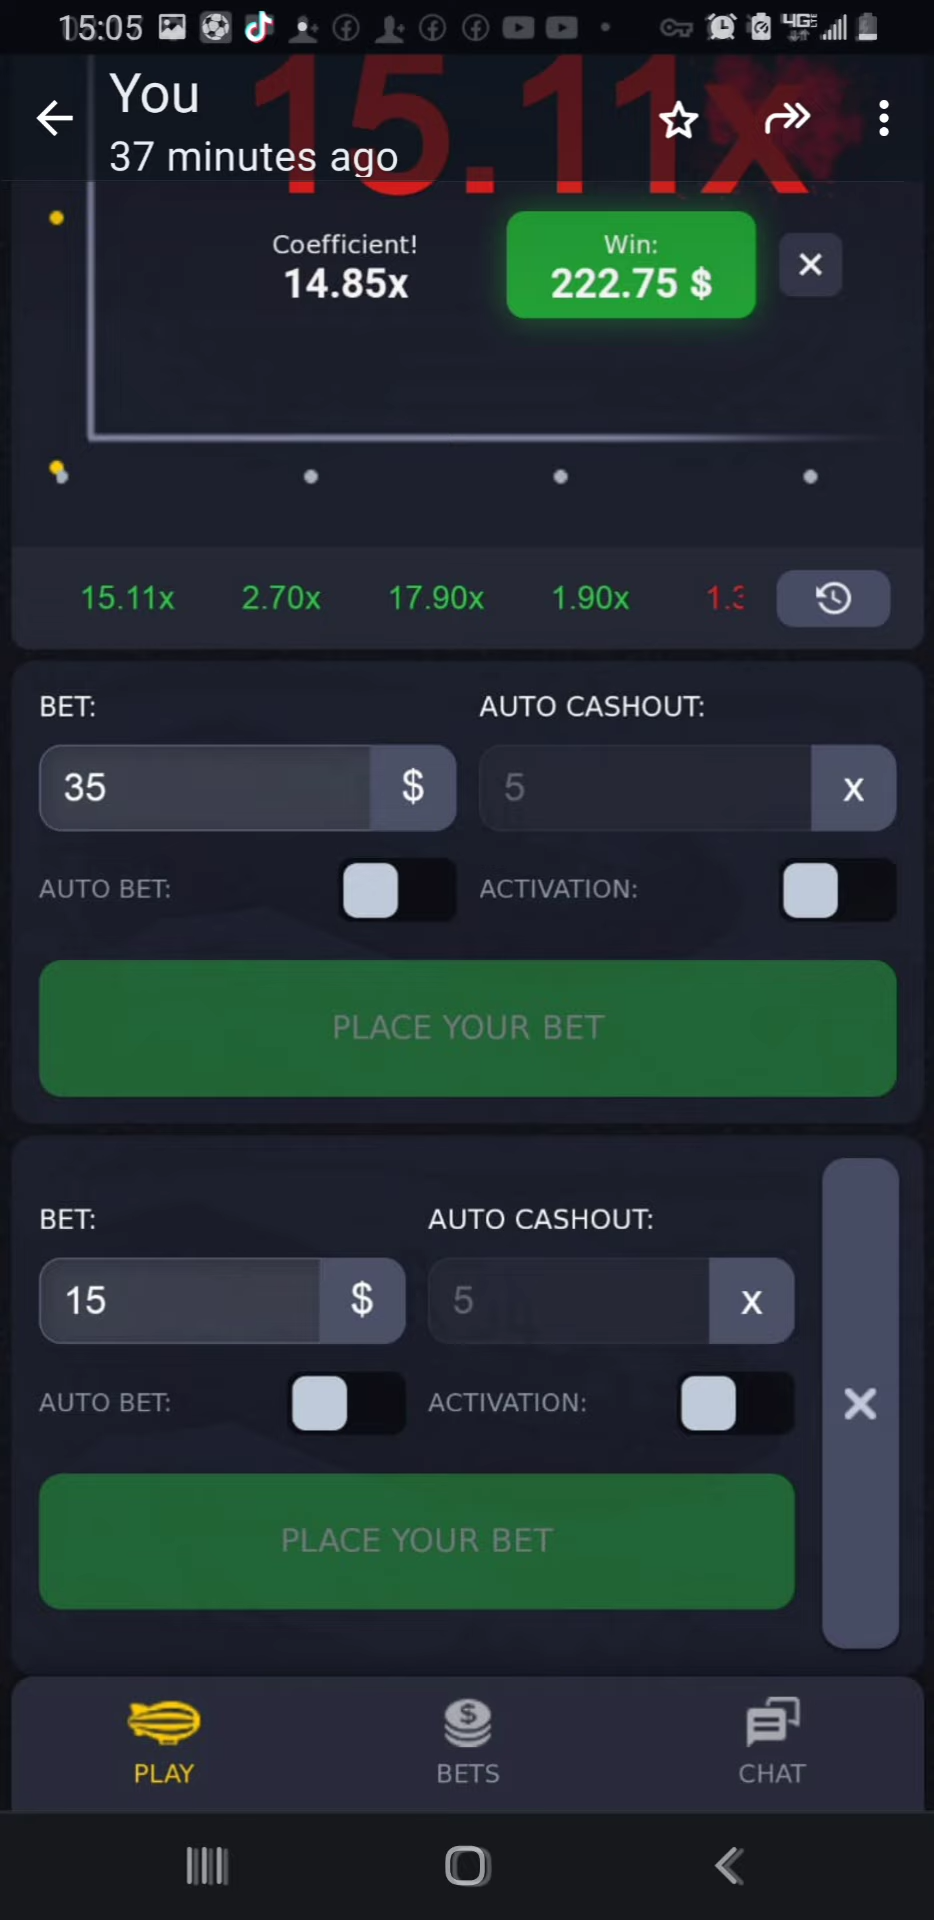 15:05
4G
15.11x
You
37 minutes ago
Coefficient!
14.85x
Win:
222.75 $
15.11x 2.70x 17.90x 1.90x
BET: AUTO CASHOUT:
35 $ 5 x
AUTO BET: ACTIVATION:
PLACE YOUR BET
BET: AUTO CASHOUT:
15 $ 5 x
AUTO BET: ACTIVATION:
PLACE YOUR BET
PLAY BETS CHAT